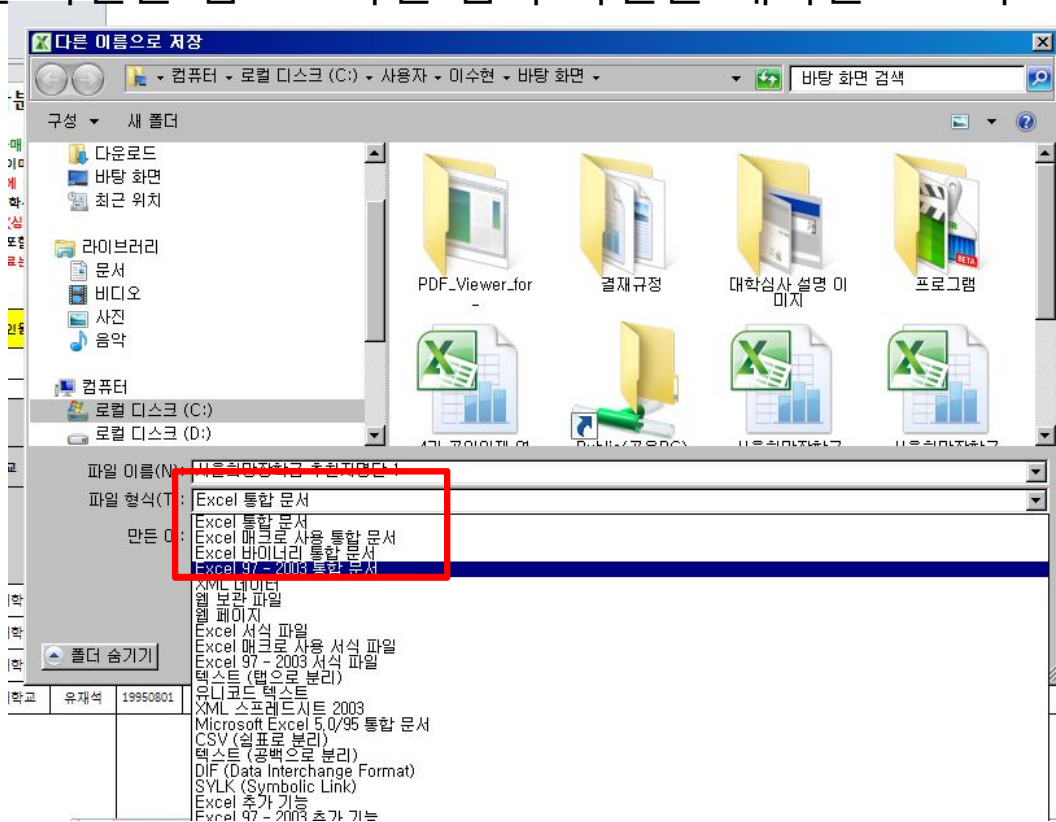 다른 이름으로 저장
컴퓨터 로컬 디스크 (C:) 사용자 이수현 바탕 화면
바탕 화면 검색
구성 새 폴더
다운로드
바탕 화면
최근 위치
라이브러리
문서
비디오
사진
음악
컴퓨터
로컬 디스크 (C:)
로컬 디스크 (D:)
PDF_Viewer_for
-
결재규정
대학심사 설명 이
미지
프로그램
BETA
파일 이름(N):
파일 형식(T): Excel 통합 문서
만든
Excel 통합 문서
Excel 매크로 사용 통합 문서
Excel 바이너리 통합 문서
Excel 97 - 2003 통합 문서
XML 데이터
웹 보관 파일
웹 페이지
Excel 서식 파일
Excel 매크로 사용 서식 파일
Excel 97 - 2003 서식 파일
텍스트 (탭으로 분리)
유니코드 텍스트
XML 스프레드시트 2003
Microsoft Excel 5.0/95 통합 문서
CSV (쉼표로 분리)
텍스트 (공백으로 분리)
DIF (Data Interchange Format)
SYLK (Symbolic Link)
Excel 추가 기능
Excel 97 - 2003 추가 기능
폴더 숨기기
학교 유재석 19950801